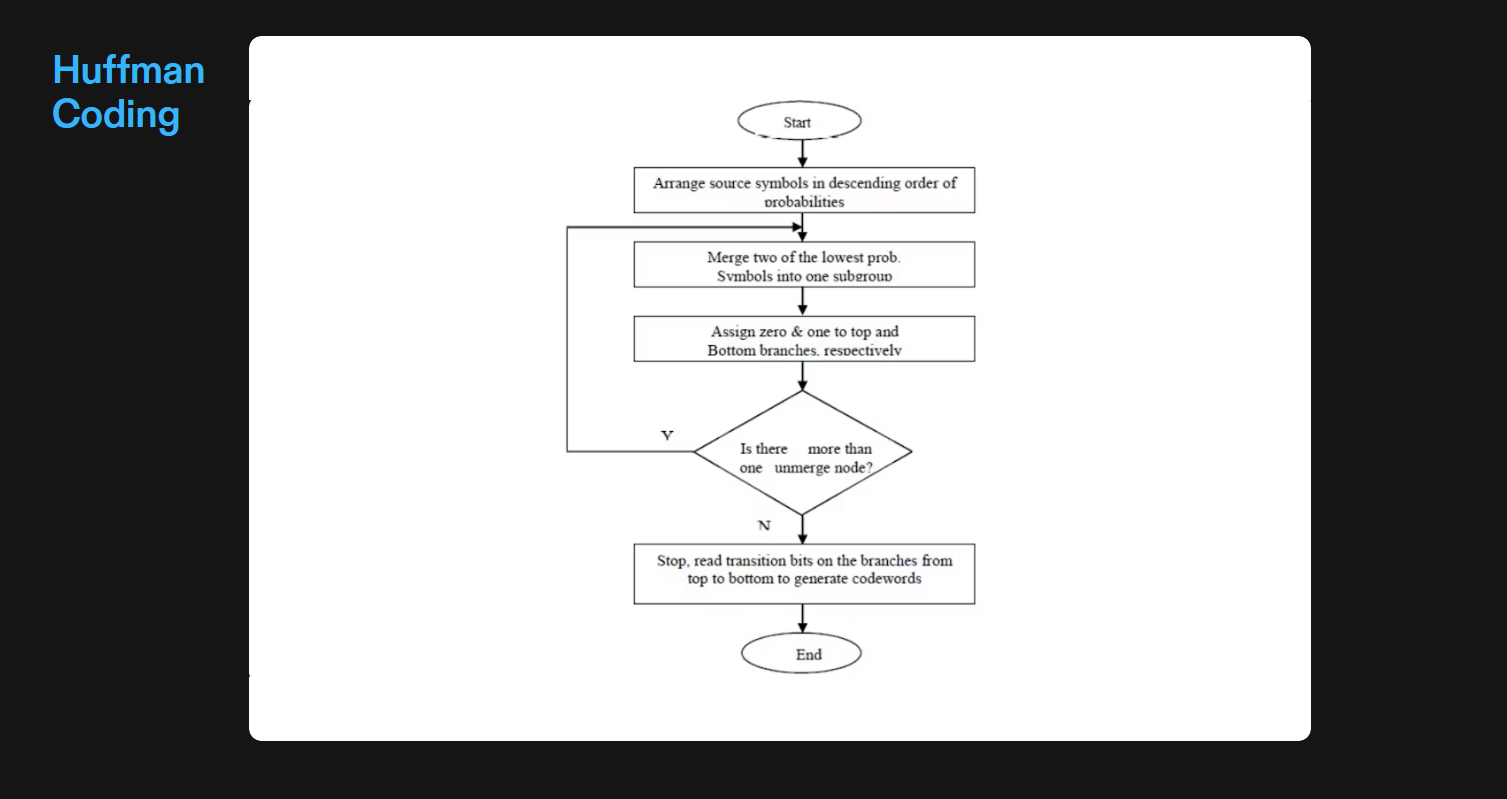 Huffman
Coding
Start
Arrange source symbols in descending order of
probabilities
Merge two of the lowest prob.
Symbols into one subgroup
Assign zero & one to top and
Bottom branches, respectively
Y
Is there more than
one unmerge node?
N
Stop, read transition bits on the branches from
top to bottom to generate codewords
End